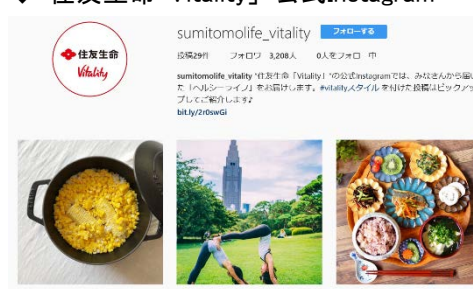 住友生命「Vitality」公式Instagram
住友生命
Vitality
sumitomolife_vitality フォローする
投稿29件 フォロワ 3,208人 0人をフォロ 中
sumitomolife_vitality "住友生命「Vitality」"の公式Instagramでは、みなさんから届い
た「ヘルシーライフ」をお届けします。#vitalityスタイル を付けた投稿はピックアッ
プしてご紹介します♪
bit.ly/2r0swGi